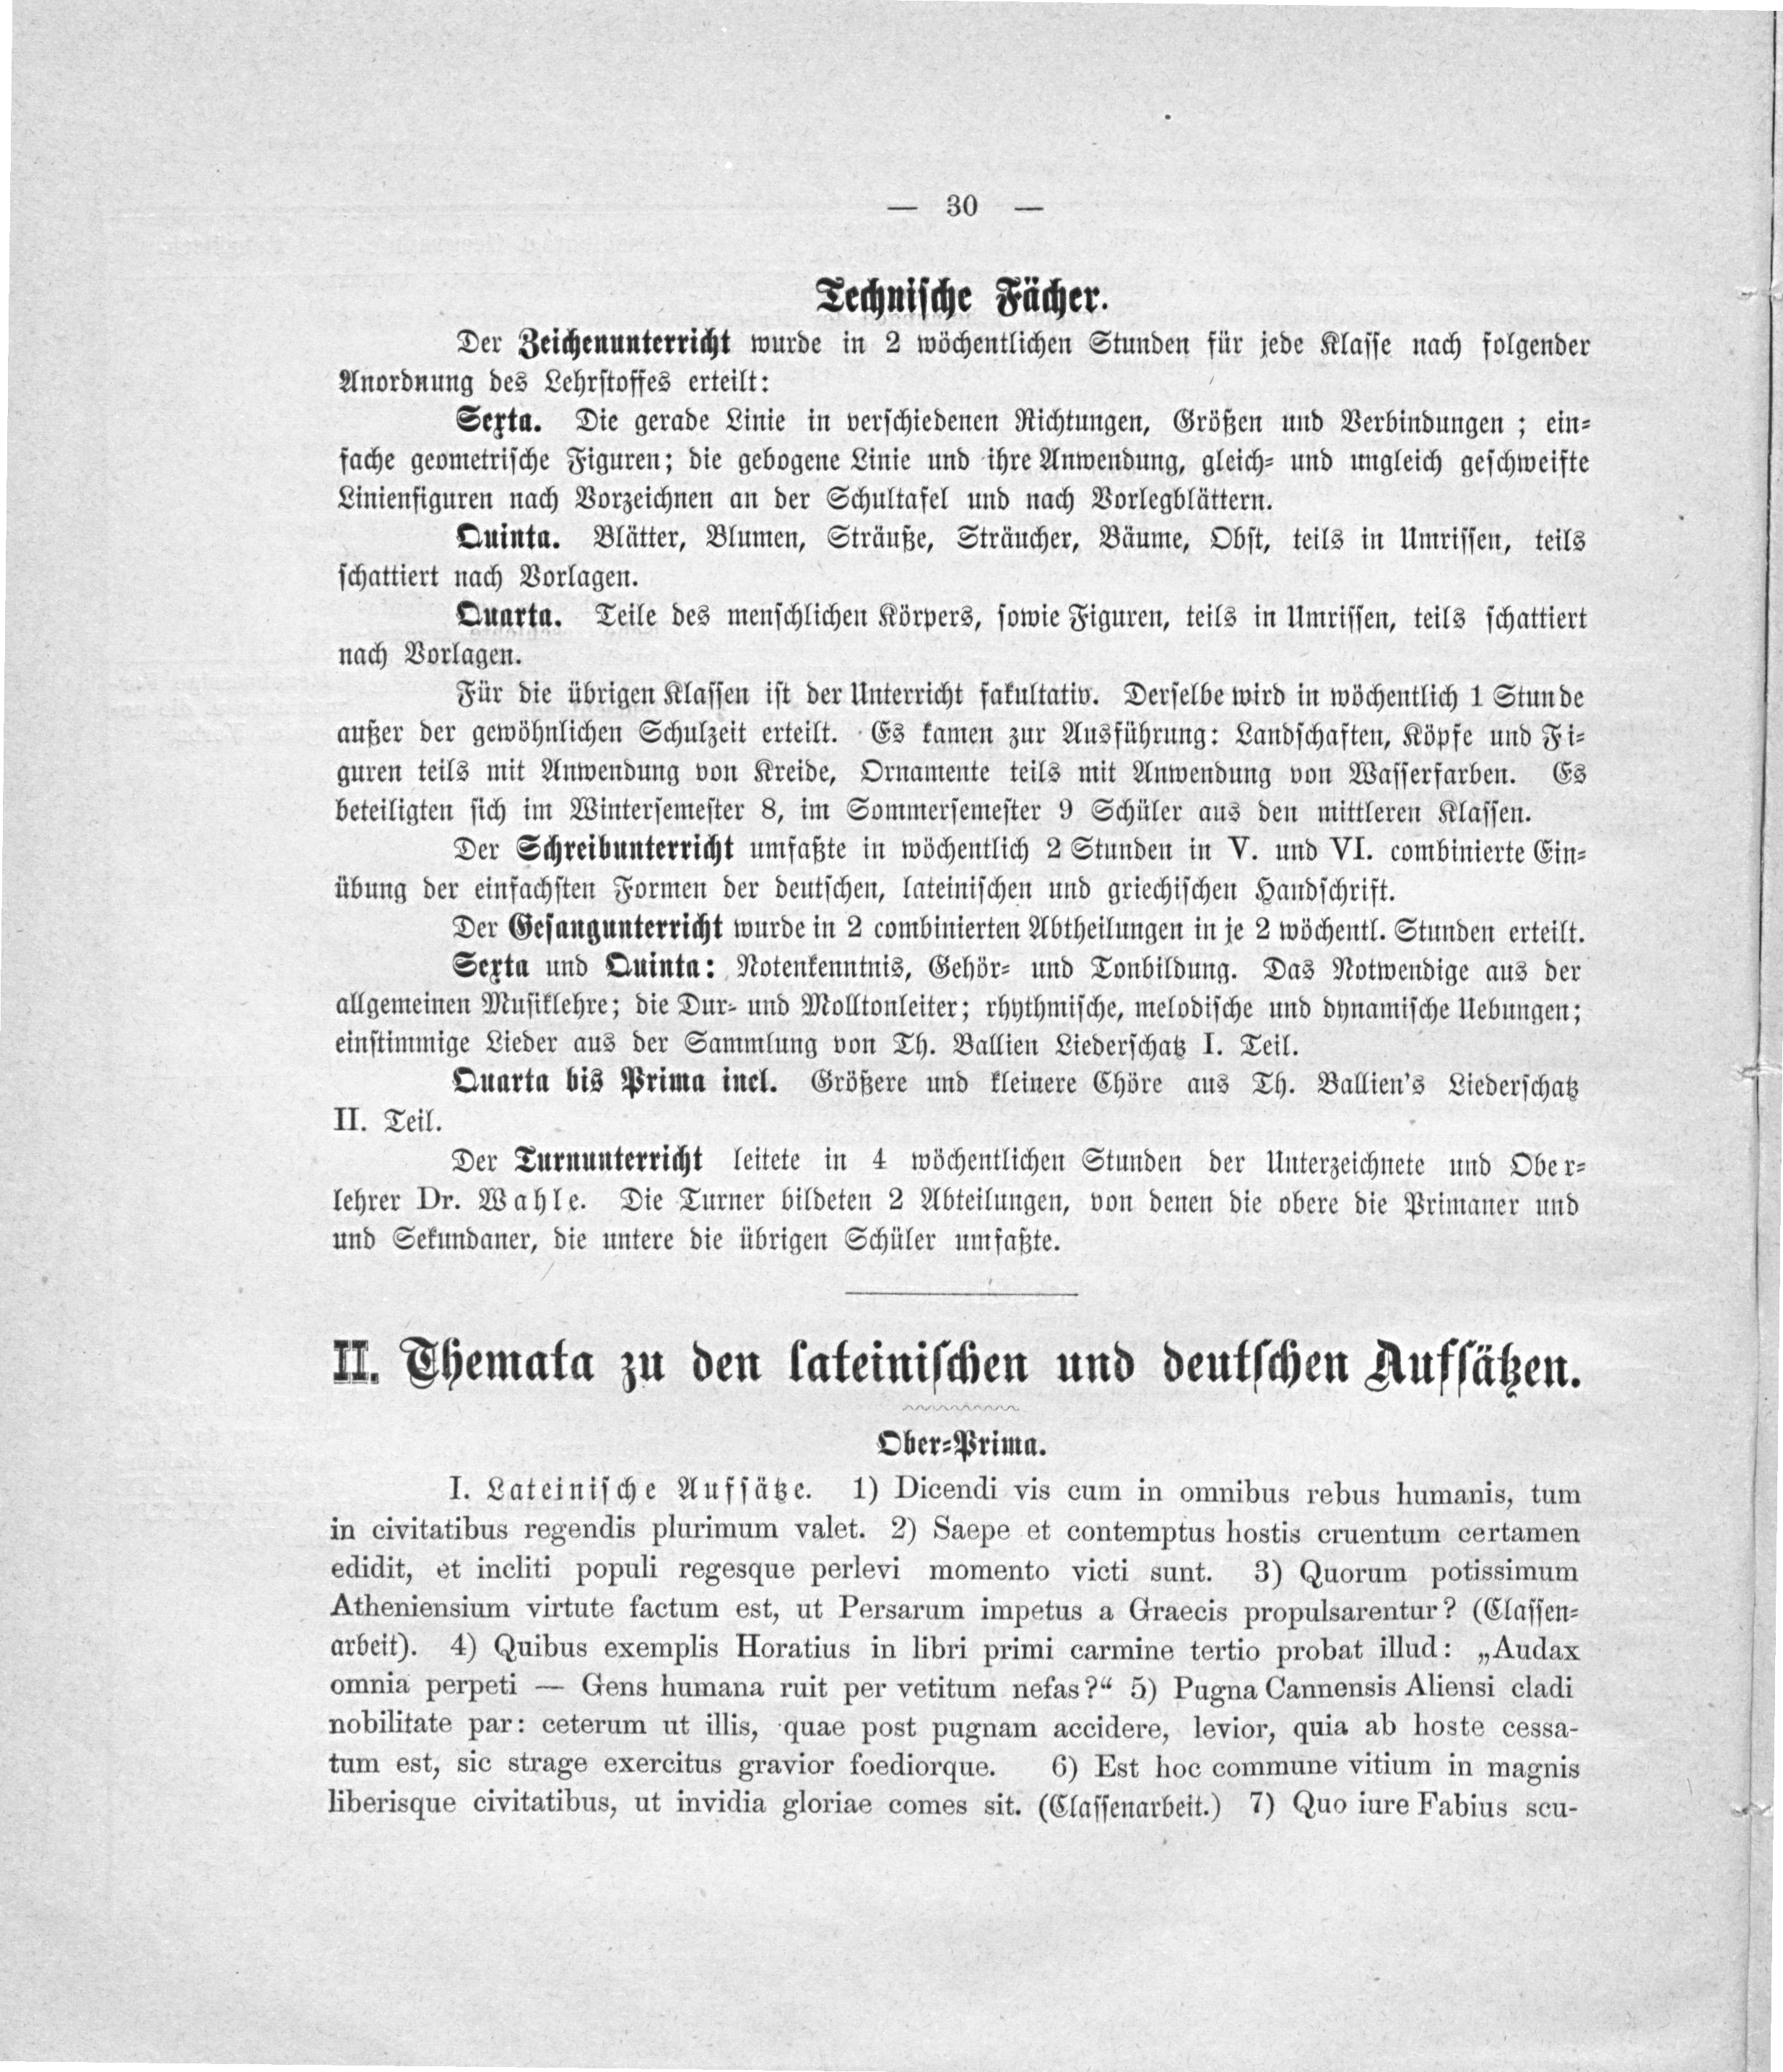 — 30 —
Technische Fächer.
Der Zeichenunterricht wurde in 2 wöchentlichen Stunden für jede Klasse nach folgender
Anordnung des Lehrstoffes erteilt:
Sexta. Die gerade Linie in verschiedenen Richtungen, Größen und Verbindungen ; ein-
fache geometrische Figuren; die gebogene Linie und ihre Anwendung, gleich- und ungleich geschweifte
Linienfiguren nach Vorzeichnen an der Schultafel und nach Vorlegblättern.
Quinta. Blätter, Blumen, Sträuße, Sträucher, Bäume, Obst, teils in Umrissen, teils
schattiert nach Vorlagen.
Quarta. Teile des menschlichen Körpers, sowie Figuren, teils in Umrissen, teils schattiert
nach Vorlagen.
Für die übrigen Klassen ist der Unterricht fakultativ. Derselbe wird in wöchentlich 1 Stunde
außer der gewöhnlichen Schulzeit erteilt. Es kamen zur Ausführung: Landschaften, Köpfe und Fi-
guren teils mit Anwendung von Kreide, Ornamente teils mit Anwendung von Wasserfarben. Es
beteiligten sich im Wintersemester 8, im Sommersemester 9 Schüler aus den mittleren Klassen.
Der Schreibunterricht umfaßte in wöchentlich 2 Stunden in V. und VI. combinierte Ein-
übung der einfachsten Formen der deutschen, lateinischen und griechischen Handschrift.
Der Gesangunterricht wurde in 2 combinierten Abtheilungen in je 2 wöchentl. Stunden erteilt.
Sexta und Quinta: Notenkenntnis, Gehör- und Tonbildung. Das Notwendige aus der
allgemeinen Musiklehre; die Dur- und Molltonleiter; rhythmische, melodische und dynamische Uebungen;
einstimmige Lieder aus der Sammlung von Th. Ballien Liederschatz I. Teil.
Quarta bis Prima incl. Größere und kleinere Chöre aus Th. Ballien's Liederschatz
II. Teil.
Der Turnunterricht leitete in 4 wöchentlichen Stunden der Unterzeichnete und Ober-
lehrer Dr. Wahle. Die Turner bildeten 2 Abteilungen, von denen die obere die Primaner und
und Sekundaner, die untere die übrigen Schüler umfaßte.
II. Themata zu den lateinischen und deutschen Aufsätzen.
Ober-Prima.
I. Lateinische Aufsätze. 1) Dicendi vis cum in omnibus rebus humanis, tum
in civitatibus regendis plurimum valet. 2) Saepe et contemptus hostis cruentum certamen
edidit, et incliti populi regesque perlevi momento victi sunt. 3) Quorum potissimum
Atheniensium virtute factum est, ut Persarum impetus a Graecis propulsarentur? (Classen-
arbeit). 4) Quibus exemplis Horatius in libri primi carmine tertio probat illud: „Audax
omnia perpeti — Gens humana ruit per vetitum nefas?“ 5) Pugna Cannensis Aliensi cladi
nobilitate par: ceterum ut illis, quae post pugnam accidere, levior, quia ab hoste cessa-
tum est, sic strage exercitus gravior foediorque. 6) Est hoc commune vitium in magnis
liberisque civitatibus, ut invidia gloriae comes sit. (Classenarbeit.) 7) Quo iure Fabius scu-